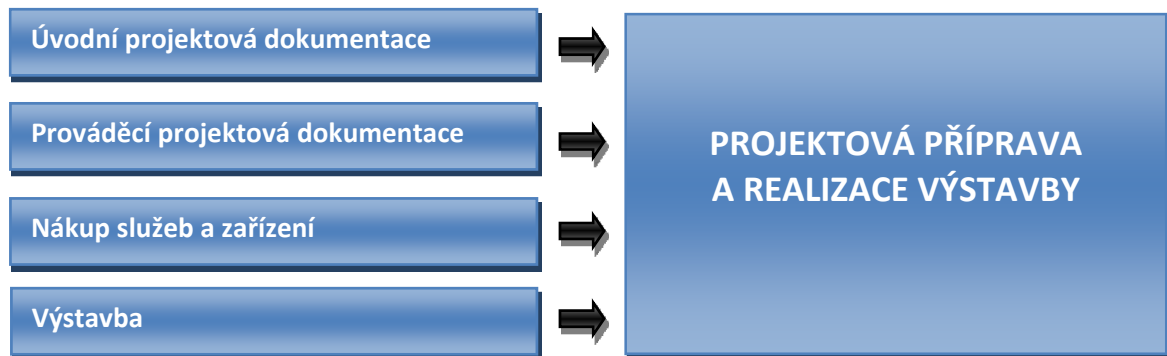 Úvodní projektová dokumentace
Prováděcí projektová dokumentace
Nákup služeb a zařízení
Výstavba
PROJEKTOVÁ PŘÍPRAVA
A REALIZACE VÝSTAVBY